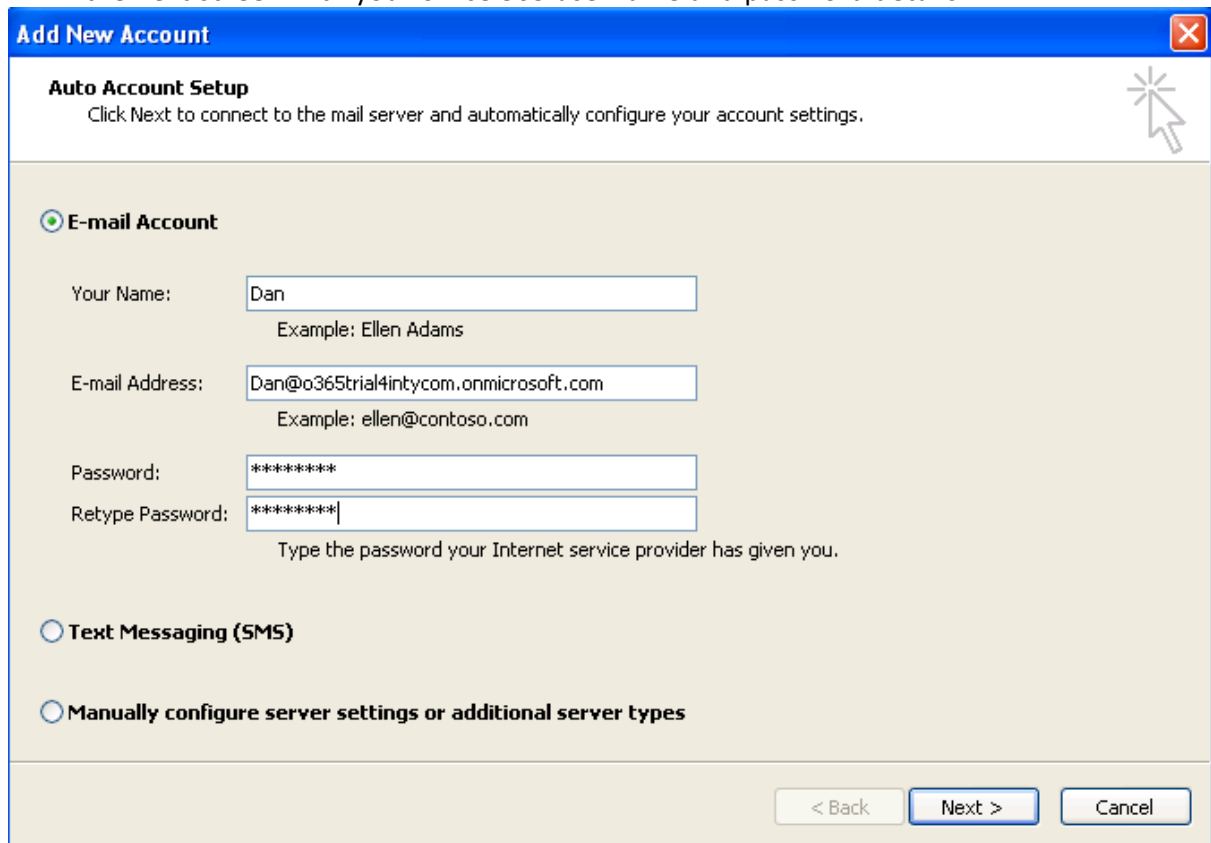 Add New Account
Auto Account Setup
Click Next to connect to the mail server and automatically configure your account settings.
E-mail Account
Your Name: Dan
Example: Ellen Adams
E-mail Address: Dan@o365trial4intycom.onmicrosoft.com
Example: ellen@contoso.com
Password: ********
Retype Password: ********
Type the password your Internet service provider has given you.
Text Messaging (SMS)
Manually configure server settings or additional server types
< Back Next > Cancel